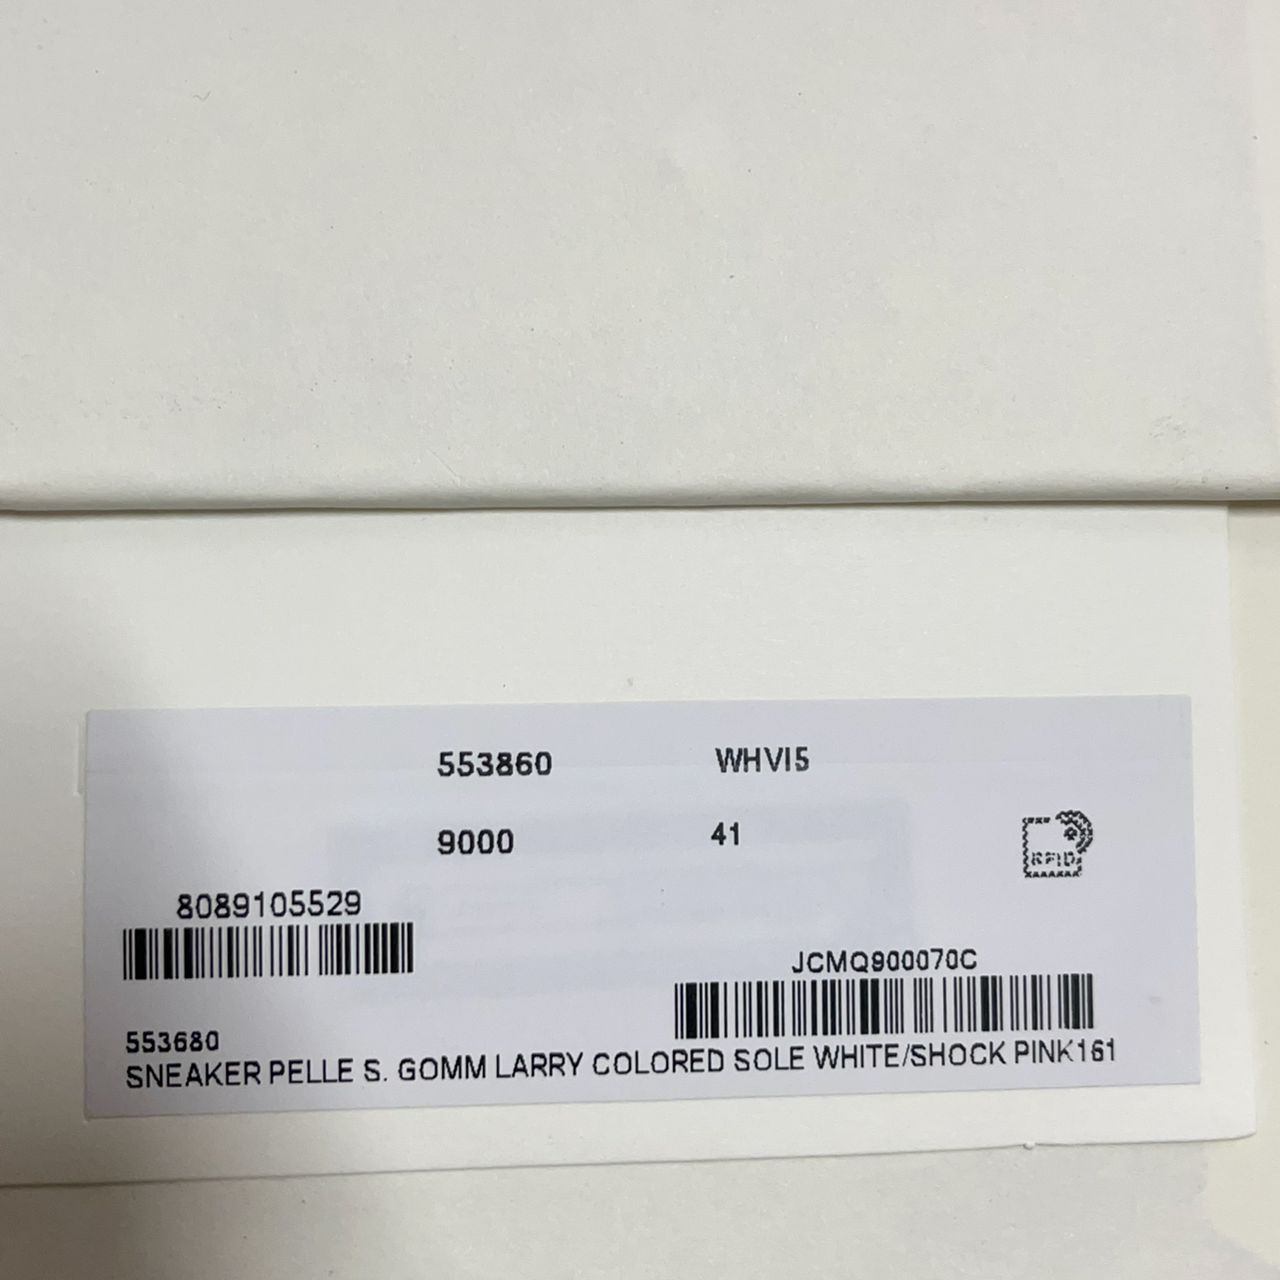 553860 WHVI5
9000 41
RFID
8089105529
JCMQ900070C
553680
SNEAKER PELLE S. GOMM LARRY COLORED SOLE WHITE/SHOCK PINK161